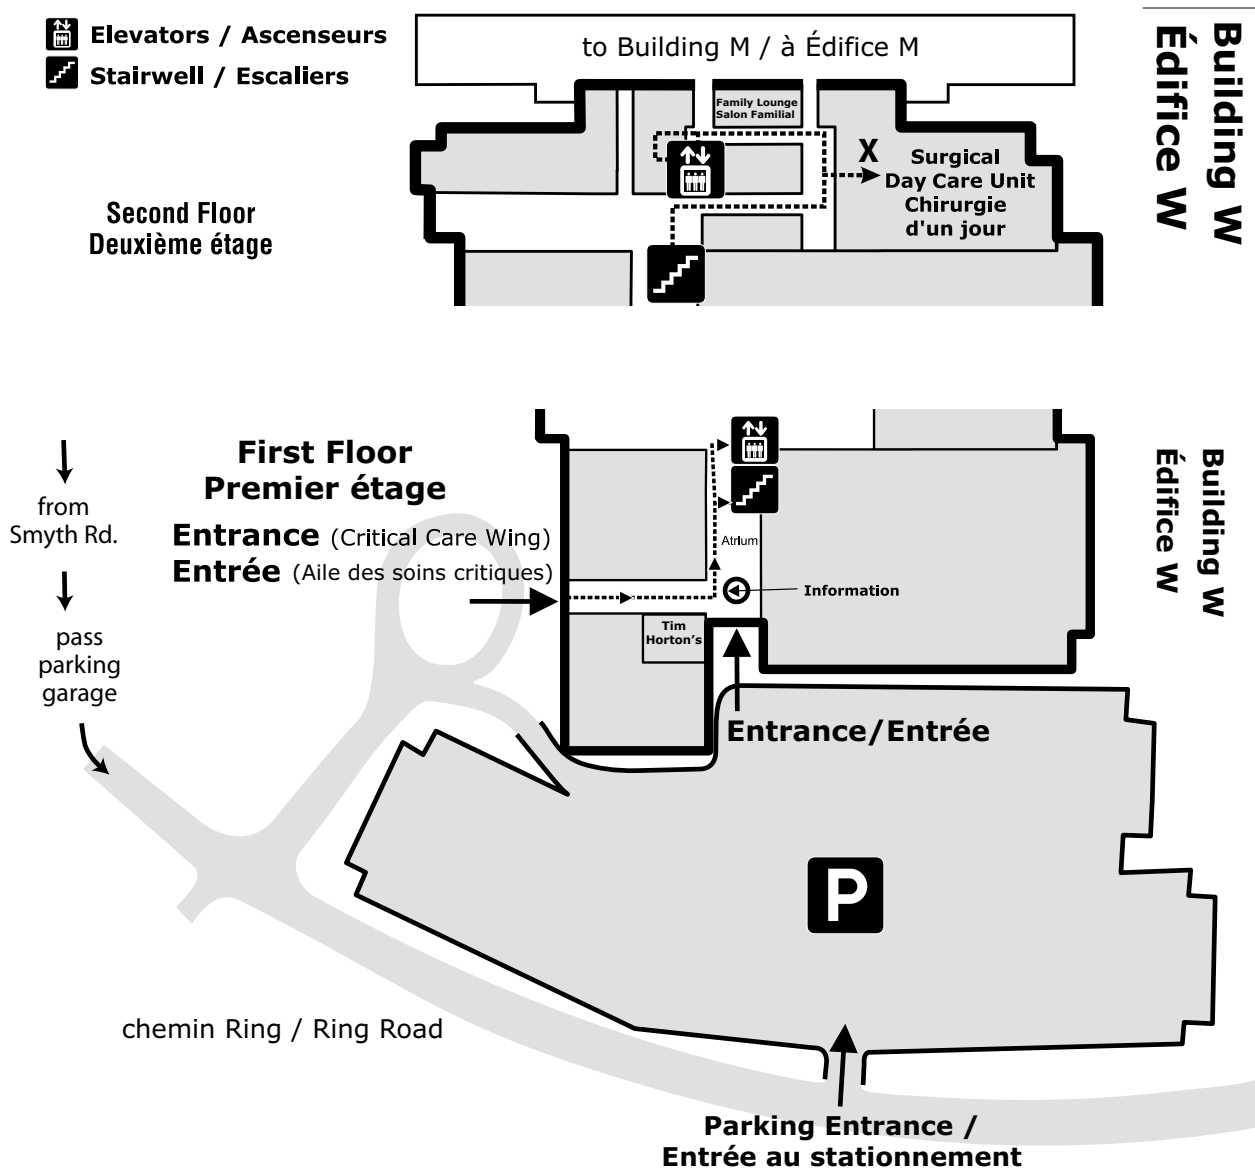 Elevators / Ascenseurs
Stairwell / Escaliers
to Building M / à Édifice M
Building W
Édifice W
Family Lounge
Salon Familial
X
Surgical
Day Care Unit
Chirurgie
d'un jour
Second Floor
Deuxième étage
First Floor
Premier étage
Entrance (Critical Care Wing)
Entrée (Aile des soins critiques)
Building W
Édifice W
from
Smyth Rd.
pass
parking
garage
Atrium
Information
Tim
Horton's
Entrance/Entrée
P
chemin Ring / Ring Road
Parking Entrance /
Entrée au stationnement